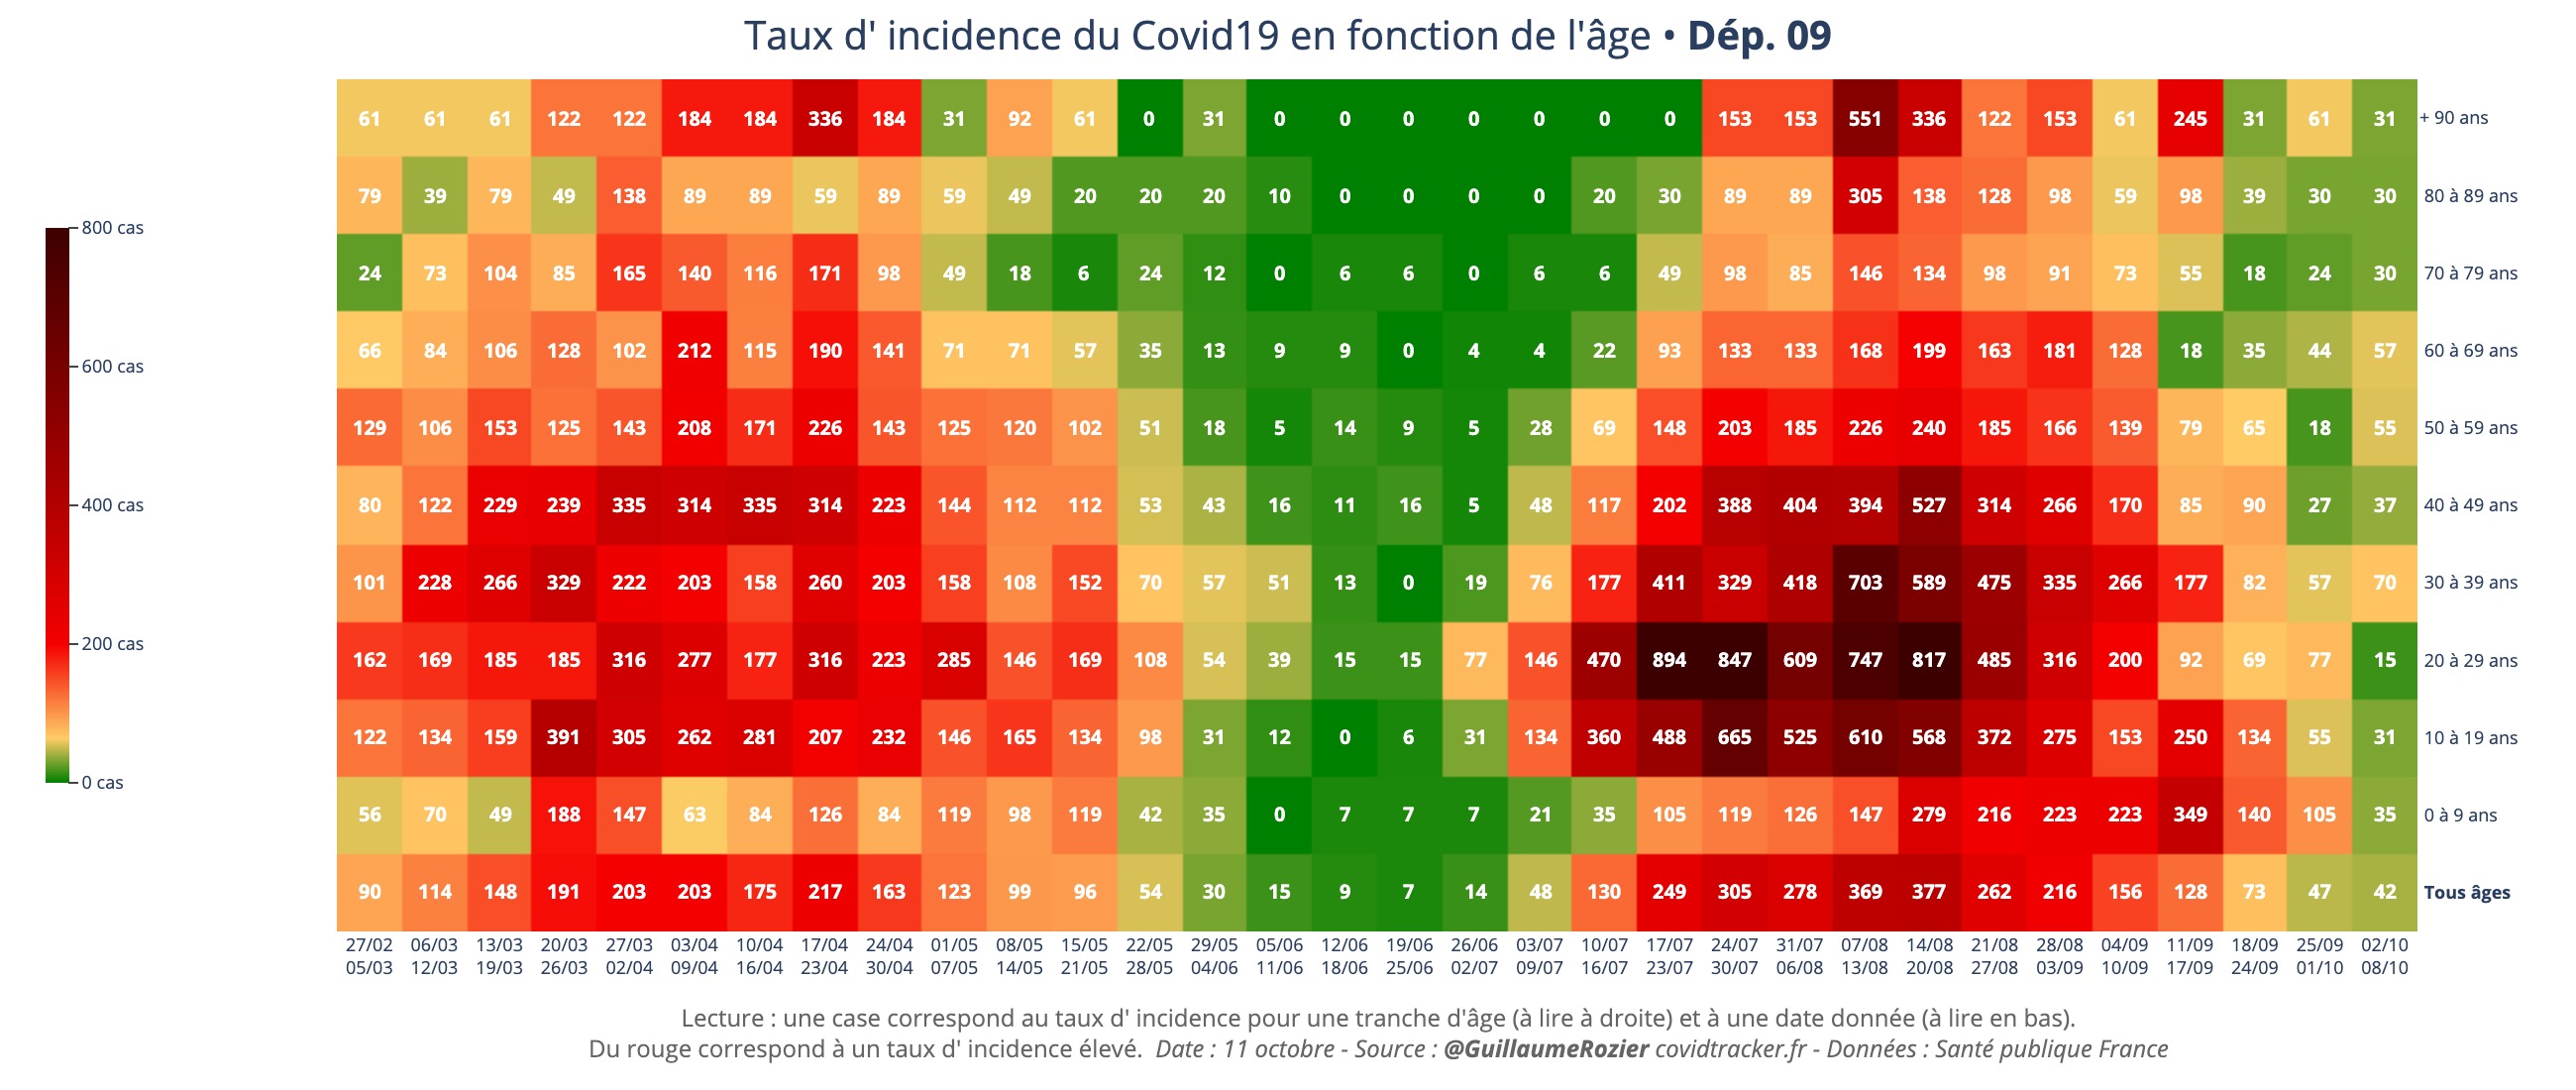 Taux d' incidence du Covid19 en fonction de l'âge • Dép. 09
800 cas
600 cas
400 cas
200 cas
0 cas
61 61 61 122 122 184 184 336 184 31 92 61 0 31 0 0 0 0 0 0 0 153 153 551 336 122 153 61 245 31 61 31 + 90 ans
79 39 79 49 138 89 89 59 89 59 49 20 20 20 10 0 0 0 0 20 30 89 89 305 138 128 98 59 98 39 30 30 80 à 89 ans
24 73 104 85 165 140 116 171 98 49 18 6 24 12 0 6 6 0 6 6 49 98 85 146 134 98 91 73 55 18 24 30 70 à 79 ans
66 84 106 128 102 212 115 190 141 71 71 57 35 13 9 9 0 4 4 22 93 133 133 168 199 163 181 128 18 35 44 57 60 à 69 ans
129 106 153 125 143 208 171 226 143 125 120 102 51 18 5 14 9 5 28 69 148 203 185 226 240 185 166 139 79 65 18 55 50 à 59 ans
80 122 229 239 335 314 335 314 223 144 112 112 53 43 16 11 16 5 48 117 202 388 404 394 527 314 266 170 85 90 27 37 40 à 49 ans
101 228 266 329 222 203 158 260 203 158 108 152 70 57 51 13 0 19 76 177 411 329 418 703 589 475 335 266 177 82 57 70 30 à 39 ans
162 169 185 185 316 277 177 316 223 285 146 169 108 54 39 15 15 77 146 470 894 847 609 747 817 485 316 200 92 69 77 15 20 à 29 ans
122 134 159 391 305 262 281 207 232 146 165 134 98 31 12 0 6 31 134 360 488 665 525 610 568 372 275 153 250 134 55 31 10 à 19 ans
56 70 49 188 147 63 84 126 84 119 98 119 42 35 0 7 7 7 21 35 105 119 126 147 279 216 223 223 349 140 105 35 0 à 9 ans
90 114 148 191 203 203 175 217 163 123 99 96 54 30 15 9 7 14 48 130 249 305 278 369 377 262 216 156 128 73 47 42 Tous âges
27/02 06/03 13/03 20/03 27/03 03/04 10/04 17/04 24/04 01/05 08/05 15/05 22/05 29/05 05/06 12/06 19/06 26/06 03/07 10/07 17/07 24/07 31/07 07/08 14/08 21/08 28/08 04/09 11/09 18/09 25/09 02/10
05/03 12/03 19/03 26/03 02/04 09/04 16/04 23/04 30/04 07/05 14/05 21/05 28/05 04/06 11/06 18/06 25/06 02/07 09/07 16/07 23/07 30/07 06/08 13/08 20/08 27/08 03/09 10/09 17/09 24/09 01/10 08/10
Lecture : une case correspond au taux d' incidence pour une tranche d'âge (à lire à droite) et à une date donnée (à lire en bas).
Du rouge correspond à un taux d' incidence élevé. Date : 11 octobre - Source : @GuillaumeRozier covidtracker.fr - Données : Santé publique France